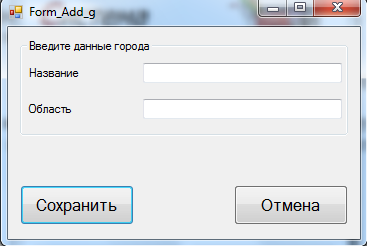 Form_Add_g
Введите данные города
Название
Область
Сохранить
Отмена